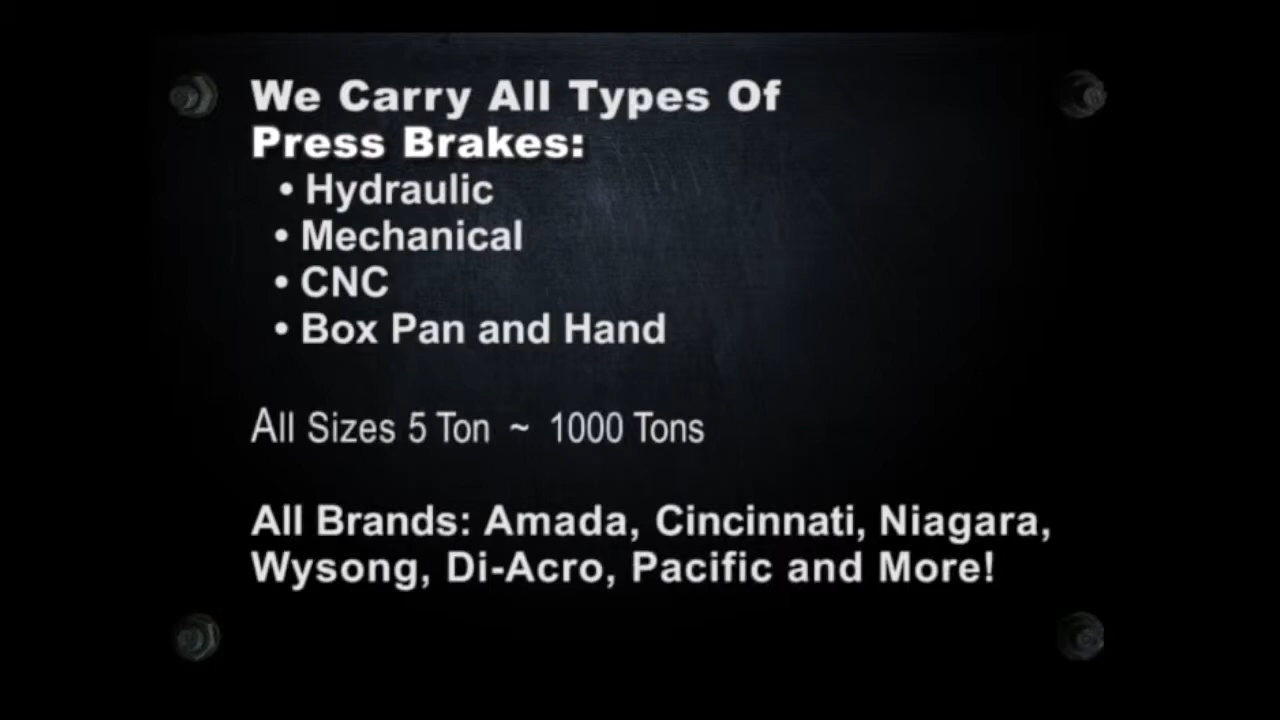 We Carry All Types Of
Press Brakes:
• Hydraulic
• Mechanical
• CNC
• Box Pan and Hand
All Sizes 5 Ton ~ 1000 Tons
All Brands: Amada, Cincinnati, Niagara,
Wysong, Di-Acro, Pacific and More!